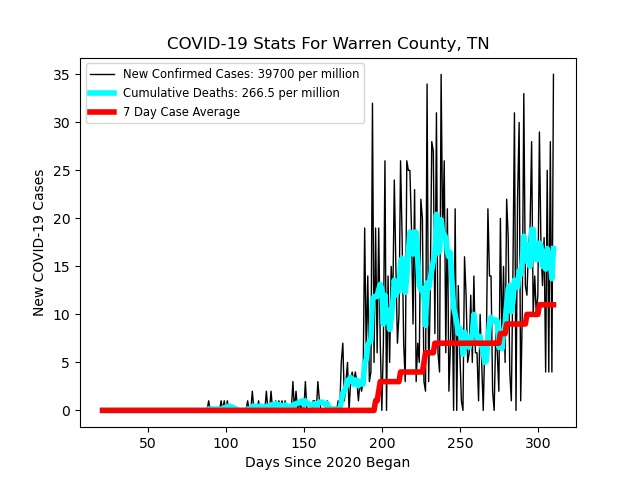 COVID-19 Stats For Warren County, TN
New Confirmed Cases: 39700 per million
Cumulative Deaths: 266.5 per million
7 Day Case Average
New COVID-19 Cases
35
30
25
20
15
10
5
0
50 100 150 200 250 300
Days Since 2020 Began